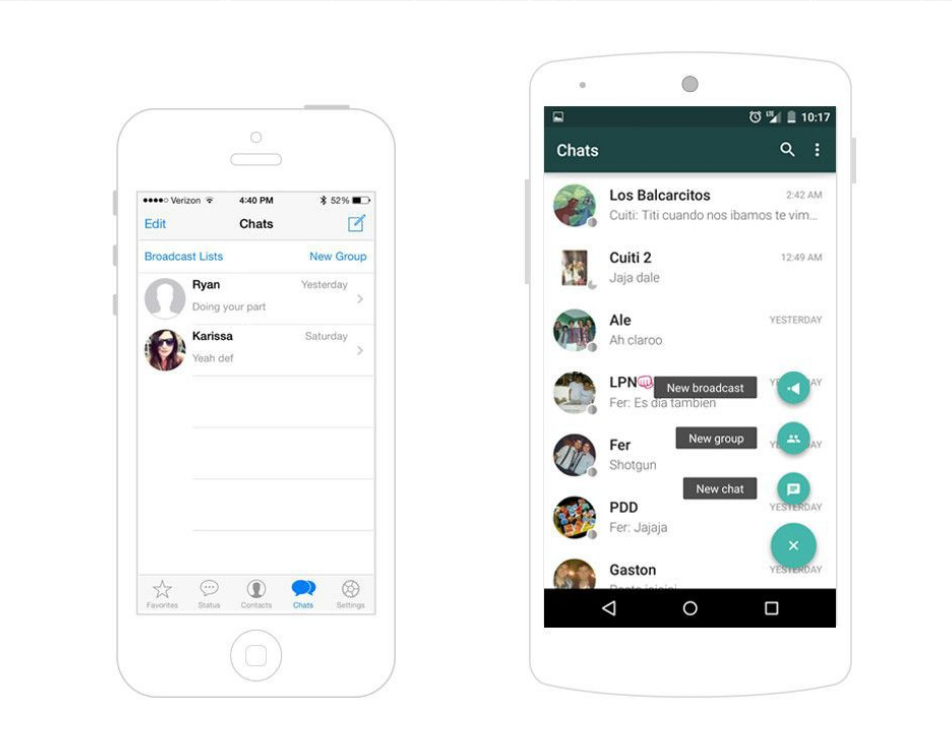 ●●●●○ Verizon 4:40 PM 52%
Edit Chats
Broadcast Lists New Group
Ryan Yesterday
Doing your part
Karissa Saturday
Yeah def
Favorites Status Contacts Chats Settings
LTE 10:17
Chats
Los Balcarcitos 2:42 AM
Cuiti: Titi cuando nos ibamos te vim...
Cuiti 2 12:49 AM
Jaja dale
Ale YESTERDAY
Ah claroo
LPN New broadcast
Fer: Es dia tambien
Fer New group
Shotgun
New chat
PDD YESTERDAY
Fer: Jajaja
Gaston YESTERDAY